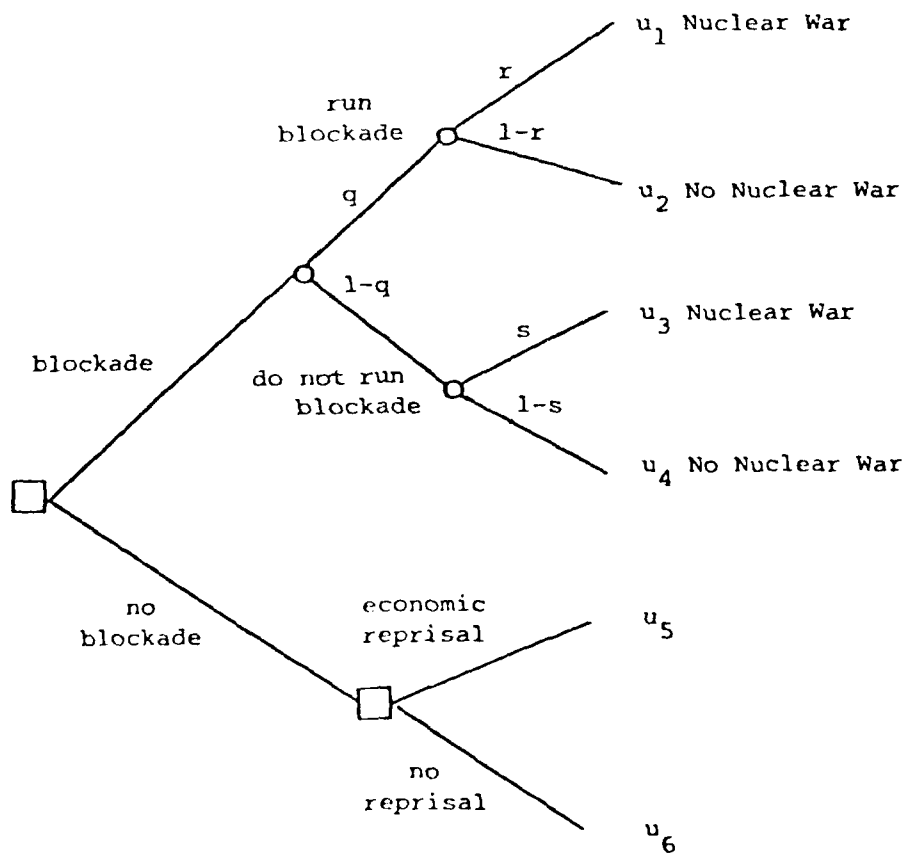 u1 Nuclear War
r
run
blockade
1-r
q
u2 No Nuclear War
1-q
u3 Nuclear War
s
blockade
do not run
blockade
1-s
u4 No Nuclear War
economic
reprisal
u5
no
blockade
no
reprisal
u6